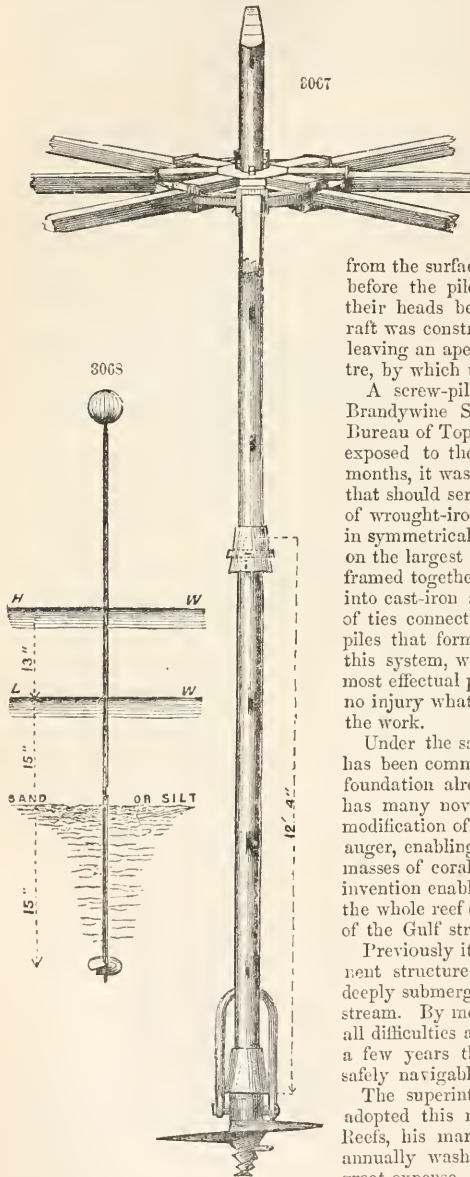 3067
from the surfac
before the pil
their heads be
raft was constr
leaving an ape
tre, by which
A screw-pil
Brandywine S
Bureau of Top
exposed to the
months, it was
that should ser
of wrought-iro
in symmetrical
on the largest
framed togethe
into cast-iron
of ties connect
piles that form
this system, w
most effectual p
no injury what
the work.
Under the sa
has been comm
foundation alre
has many nov
modification of
auger, enabling
masses of coral
invention enabl
the whole reef
of the Gulf str
Previously it
nent structure
deeply submerg
stream. By me
all difficulties a
a few years th
safely navigabl
The superint
adopted this
Reefs, his mar
annually wash
3068
H W
13"
L W
15"
SAND OR SILT
15"
12' 4"